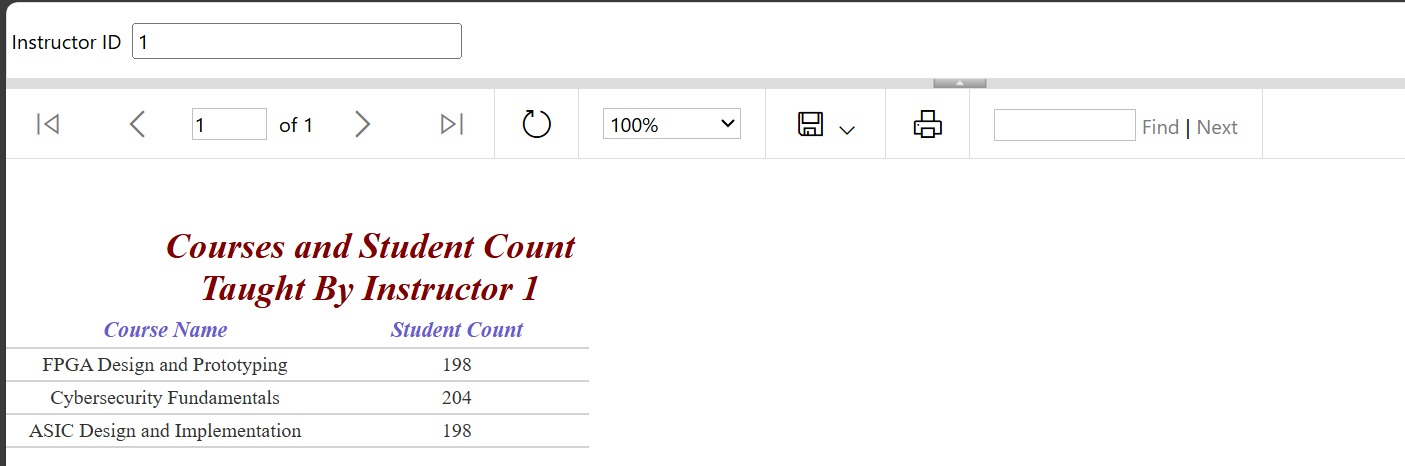 Instructor ID 1
1 of 1 100% Find | Next
Courses and Student Count
Taught By Instructor 1
Course Name Student Count
FPGA Design and Prototyping 198
Cybersecurity Fundamentals 204
ASIC Design and Implementation 198